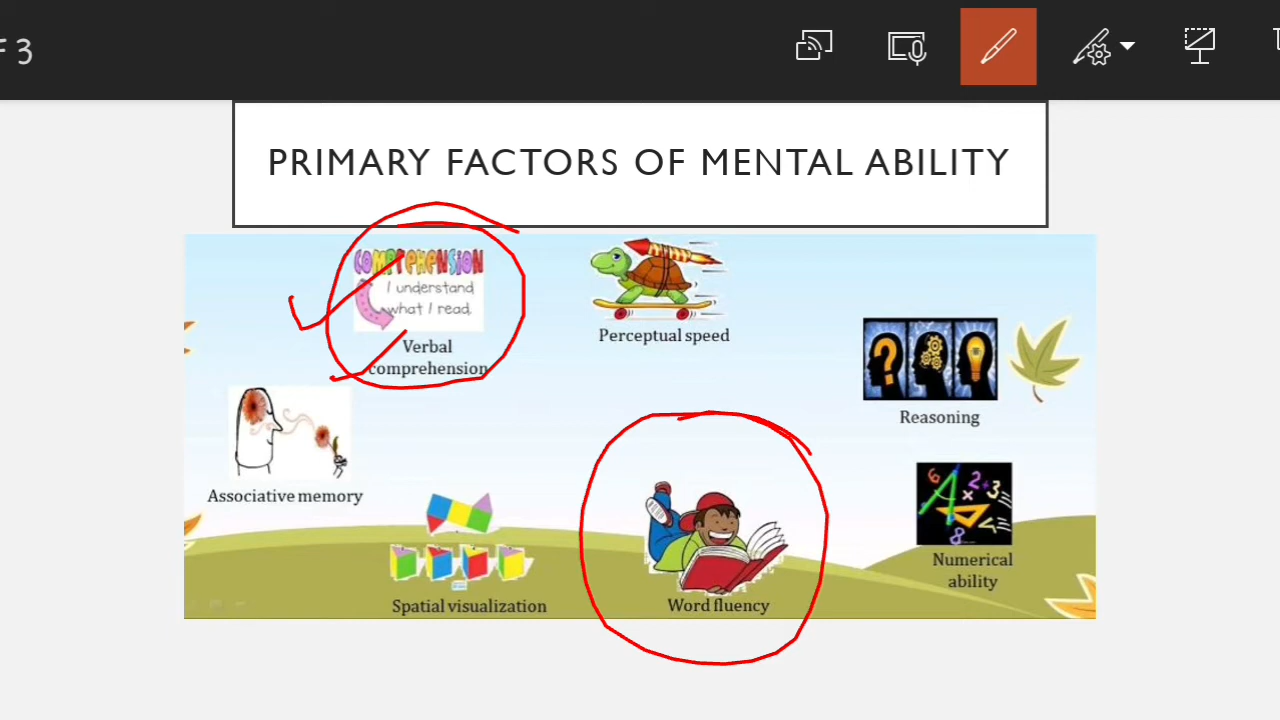 F 3
PRIMARY FACTORS OF MENTAL ABILITY
COMPREHENSION
I understand
what I read.
Verbal
comprehension
Perceptual speed
Reasoning
Associative memory
Spatial visualization
Word fluency
Numerical
ability